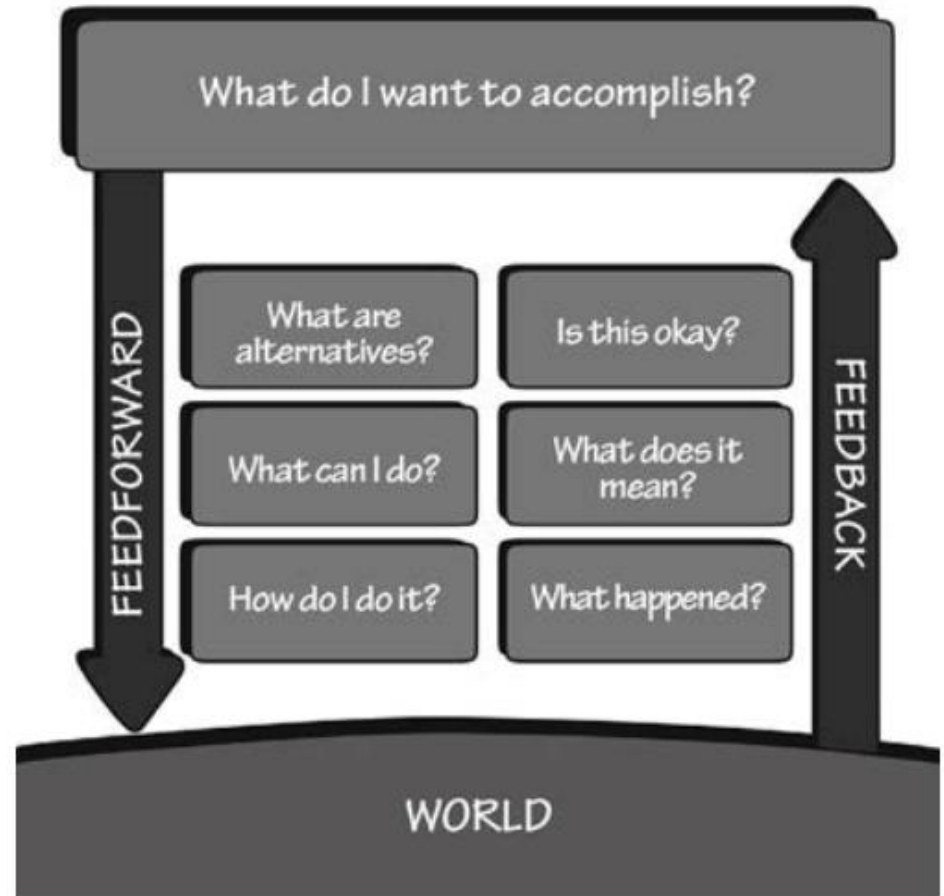 What do I want to accomplish?
FEEDFORWARD
What are
alternatives?
What can I do?
How do I do it?
Is this okay?
What does it
mean?
What happened?
FEEDBACK
WORLD